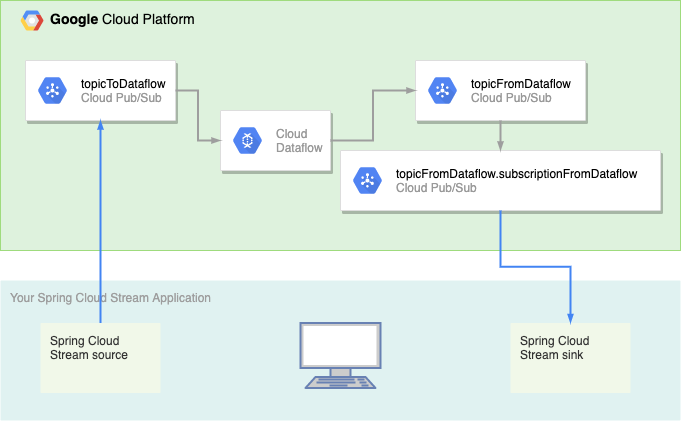 Google Cloud Platform
topicToDataflow
Cloud Pub/Sub
topicFromDataflow
Cloud Pub/Sub
Cloud
Dataflow
topicFromDataflow.subscriptionFromDataflow
Cloud Pub/Sub
Your Spring Cloud Stream Application
Spring Cloud
Stream source
Spring Cloud
Stream sink